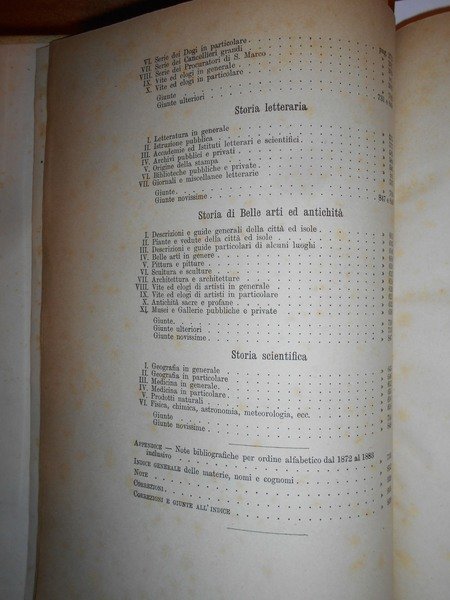 VI. Serie dei Dogi in particolare
VII. Serie dei Cancellieri grandi
VIII. Serie dei Procuratori di S. Marco
IX. Vite ed elogi in generale
X. Vite ed elogi in particolare
Giunte
Giunte ulteriori
Storia letteraria
I. Letteratura in generale
II. Istruzione pubblica
III. Accademie ed Istituti letterari e scientifici
IV. Archivi pubblici e privati
V. Origine della stampa
VI. Biblioteche pubbliche e private
VII. Giornali e miscellanee letterarie
Giunte
Giunte novissime
Storia di Belle arti ed antichità
I. Descrizioni e guide generali della città ed isole
II. Piante e vedute della città ed isole
III. Descrizioni e guide particolari di alcuni luoghi
IV. Belle arti in genere
V. Pittura e pitture
VI. Scultura e sculture
VII. Architettura e architetture
VIII. Vite ed elogi di artisti in generale
IX. Vite ed elogi di artisti in particolare
X. Antichità sacre e profane
XI. Musei e Gallerie pubbliche e private
Giunte
Giunte ulteriori
Giunte novissime
Storia scientifica
I. Geografia in generale
II. Geografia in particolare
III. Medicina in generale
IV. Medicina in particolare
V. Prodotti naturali
VI. Fisica, chimica, astronomia, meteorologia, ecc.
Giunte
Giunte novissime
APPENDICE — Note bibliografiche per ordine alfabetico dal 1872 al 1885
inclusivo
INDICE GENERALE delle materie, nomi e cognomi
NOTE
CORREZIONI
CORREZIONI E GIUNTE ALL'INDICE